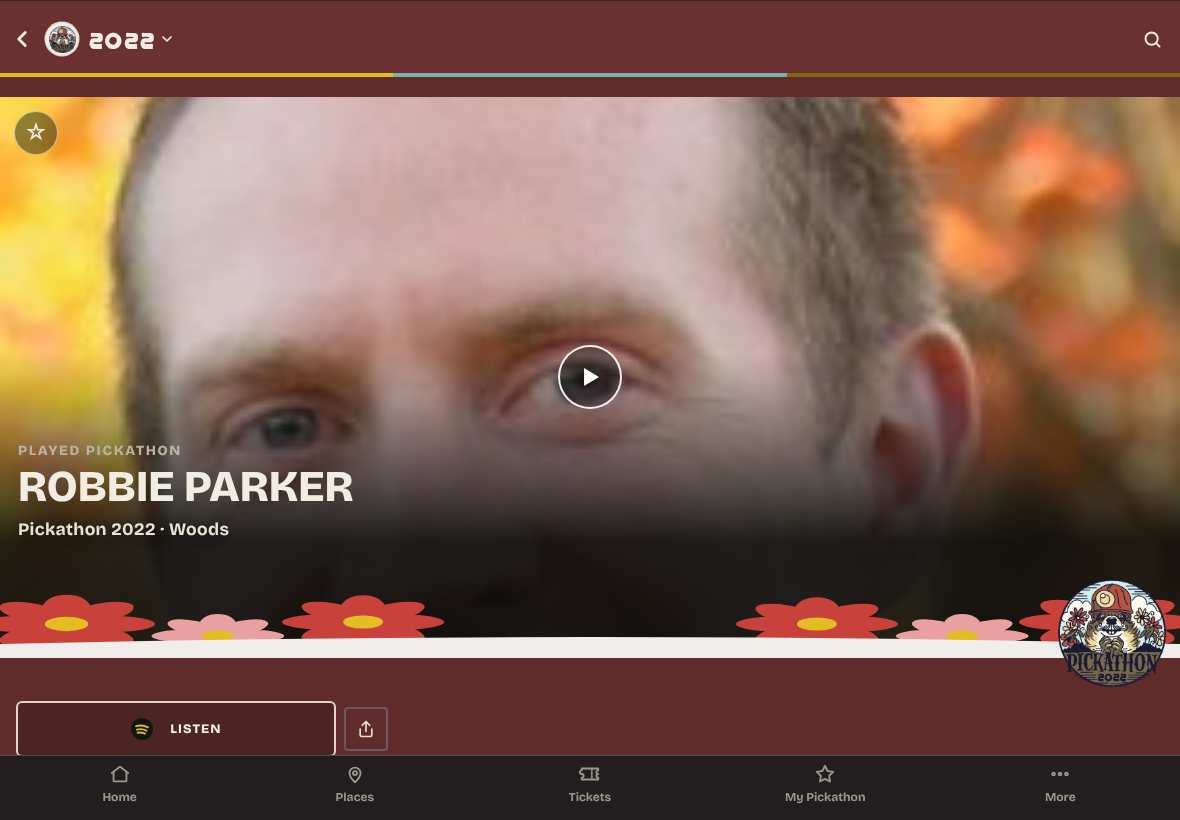 2022
PLAYED PICKATHON
ROBBIE PARKER
Pickathon 2022 · Woods
PICKATHON
2022
LISTEN
Home
Places
Tickets
My Pickathon
More